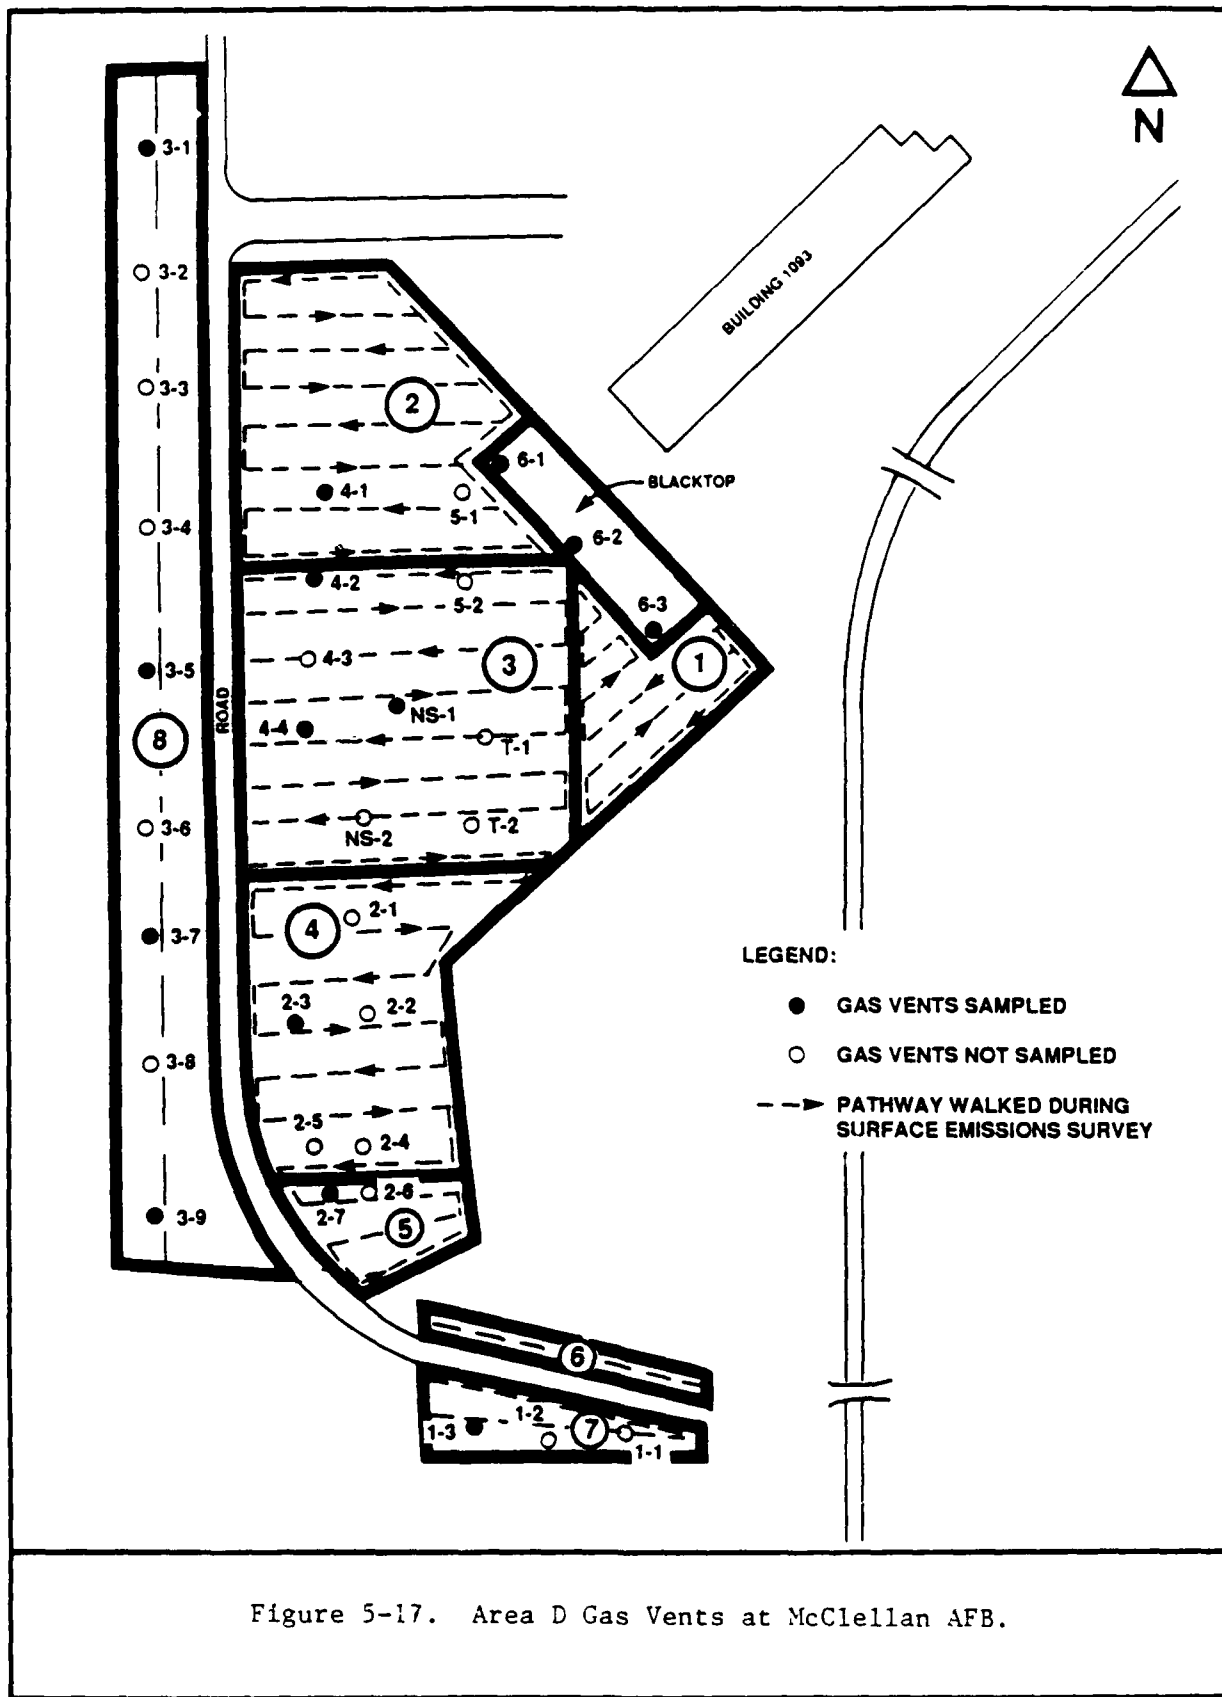 N
3-1
BUILDING 1093
3-2
3-3
2
6-1
BLACKTOP
4-1
5-1
3-4
6-2
4-2
5-2
6-3
4-3
3
1
3-5
ROAD
NS-1
4-4
T-1
8
3-6
NS-2
T-2
2-1
4
3-7
LEGEND:
2-3
2-2
GAS VENTS SAMPLED
GAS VENTS NOT SAMPLED
3-8
PATHWAY WALKED DURING
SURFACE EMISSIONS SURVEY
2-5
2-4
2-6
2-7
5
3-9
6
1-2
1-3
7
1-1
Figure 5-17. Area D Gas Vents at McClellan AFB.